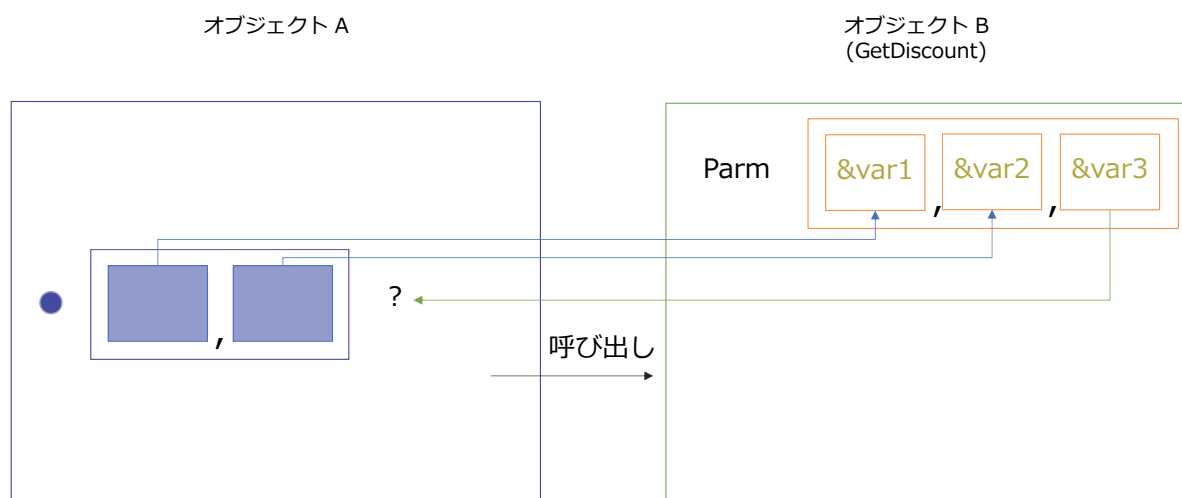 オブジェクト A
オブジェクト B
(GetDiscount)
Parm
&var1 , &var2 , &var3
, ?
呼び出し